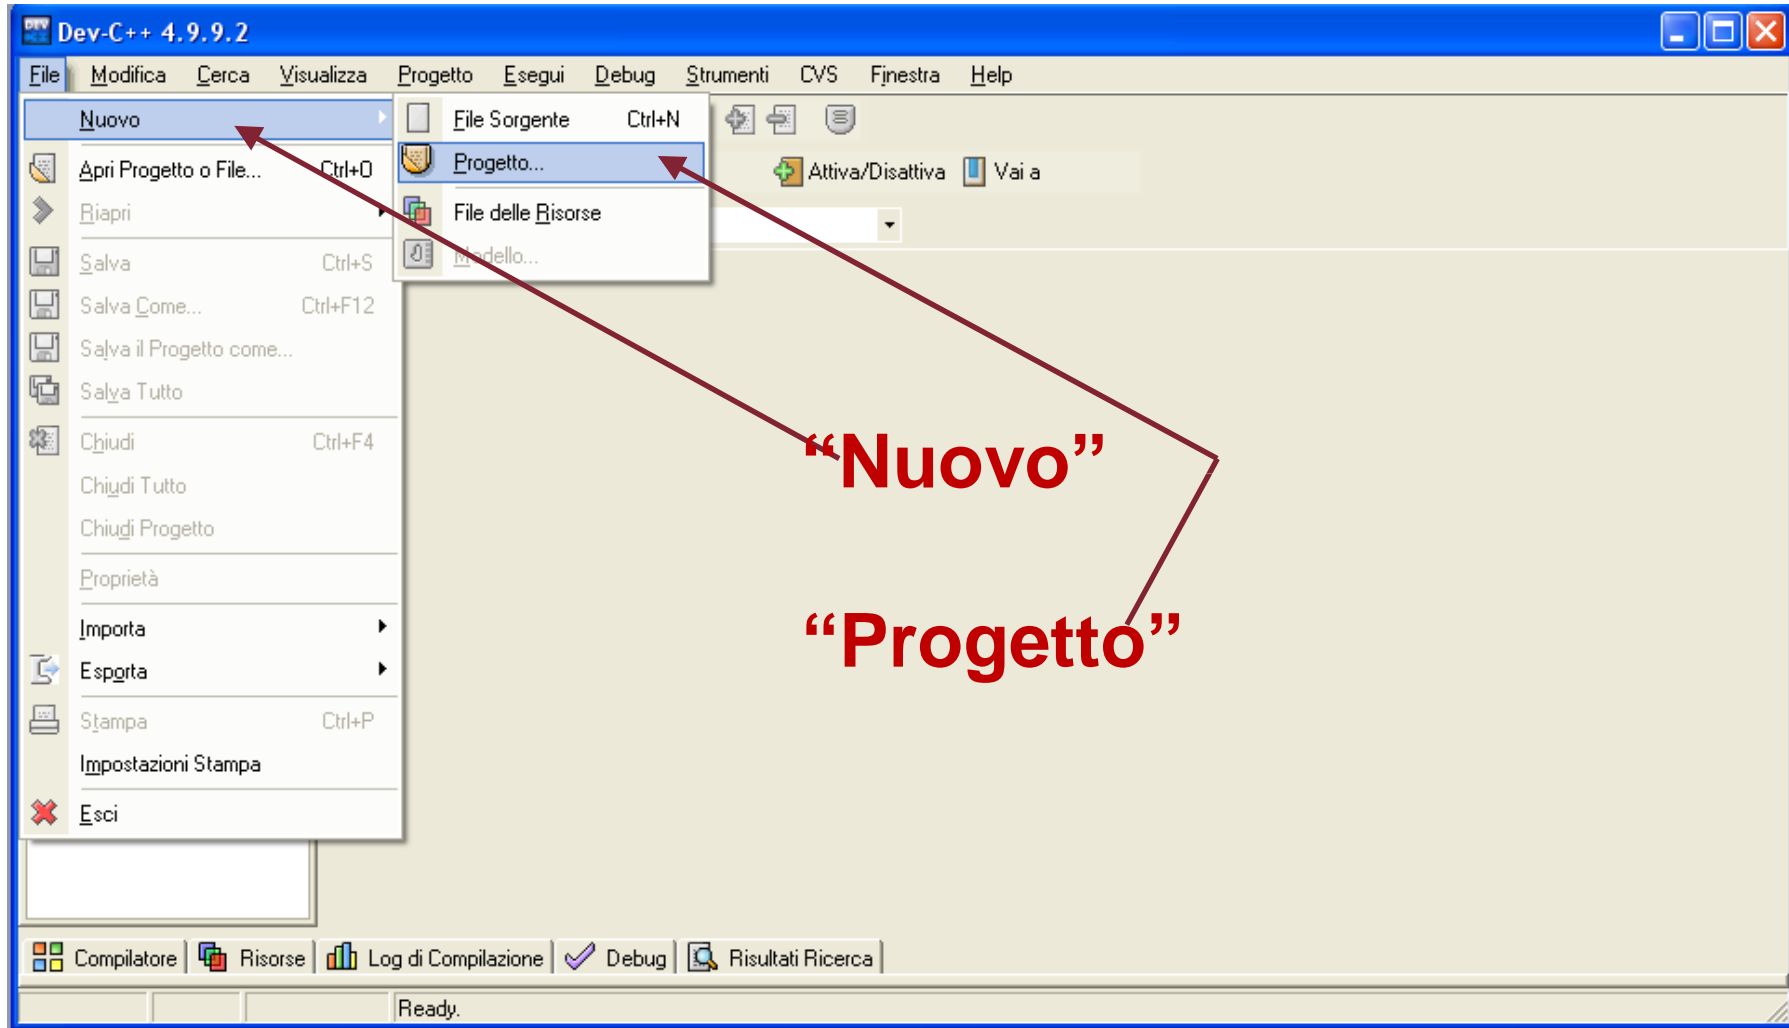 Dev-C++ 4.9.9.2
File Modifica Cerca Visualizza Progetto Esegui Debug Strumenti CVS Finestra Help
Nuovo
File Sorgente Ctrl+N
Progetto...
File delle Risorse
Modello...
Attiva/Disattiva Vai a
Apri Progetto o File... Ctrl+O
Riapri
Salva Ctrl+S
Salva Come... Ctrl+F12
Salva il Progetto come...
Salva Tutto
Chiudi Ctrl+F4
Chiudi Tutto
Chiudi Progetto
Proprietà
Importa
Esporta
Stampa Ctrl+P
Impostazioni Stampa
Esci
“Nuovo”
“Progetto”
Compilatore Risorse Log di Compilazione Debug Risultati Ricerca
Ready.